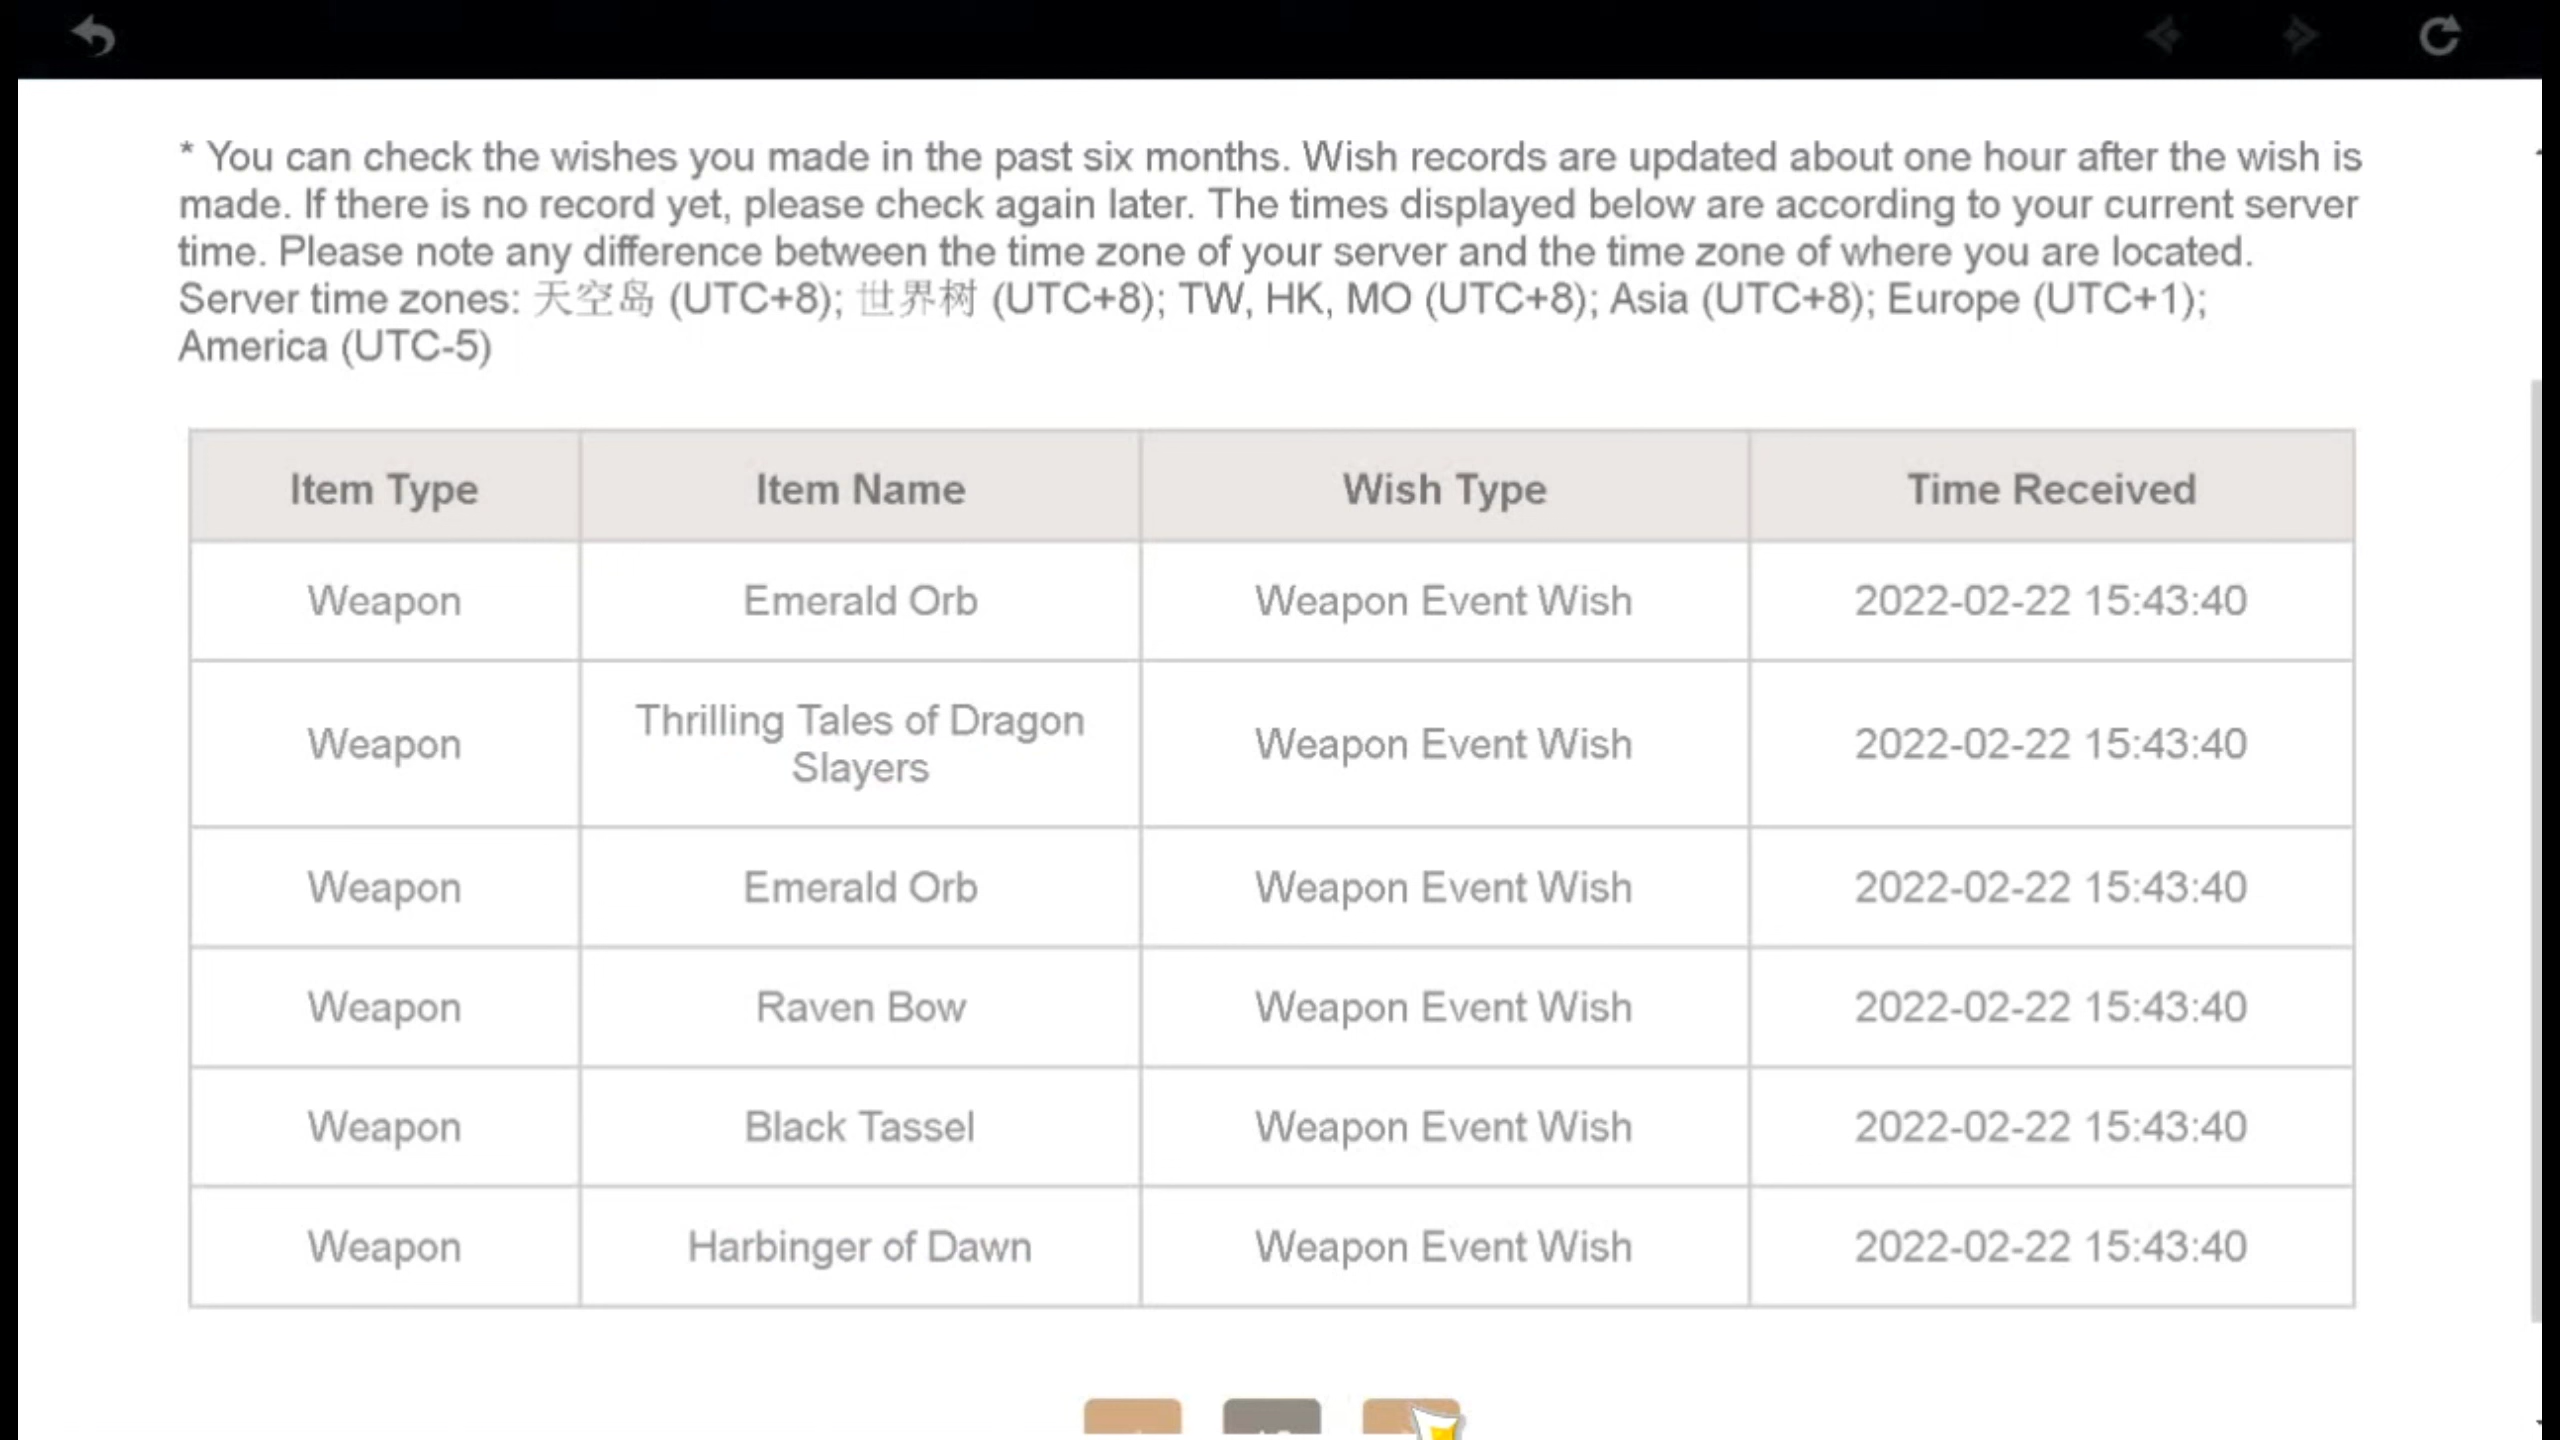 * You can check the wishes you made in the past six months. Wish records are updated about one hour after the wish is
made. If there is no record yet, please check again later. The times displayed below are according to your current server
time. Please note any difference between the time zone of your server and the time zone of where you are located.
Server time zones: 天空岛 (UTC+8); 世界树 (UTC+8); TW, HK, MO (UTC+8); Asia (UTC+8); Europe (UTC+1);
America (UTC-5)
Item Type Item Name Wish Type Time Received
Weapon Emerald Orb Weapon Event Wish 2022-02-22 15:43:40
Weapon Thrilling Tales of Dragon
Slayers Weapon Event Wish 2022-02-22 15:43:40
Weapon Emerald Orb Weapon Event Wish 2022-02-22 15:43:40
Weapon Raven Bow Weapon Event Wish 2022-02-22 15:43:40
Weapon Black Tassel Weapon Event Wish 2022-02-22 15:43:40
Weapon Harbinger of Dawn Weapon Event Wish 2022-02-22 15:43:40